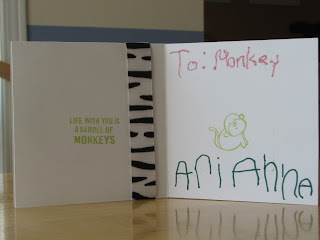 LIFE WITH YOU IS
A BARREL OF
MONKEYS
To: Monkey
Ari Anna